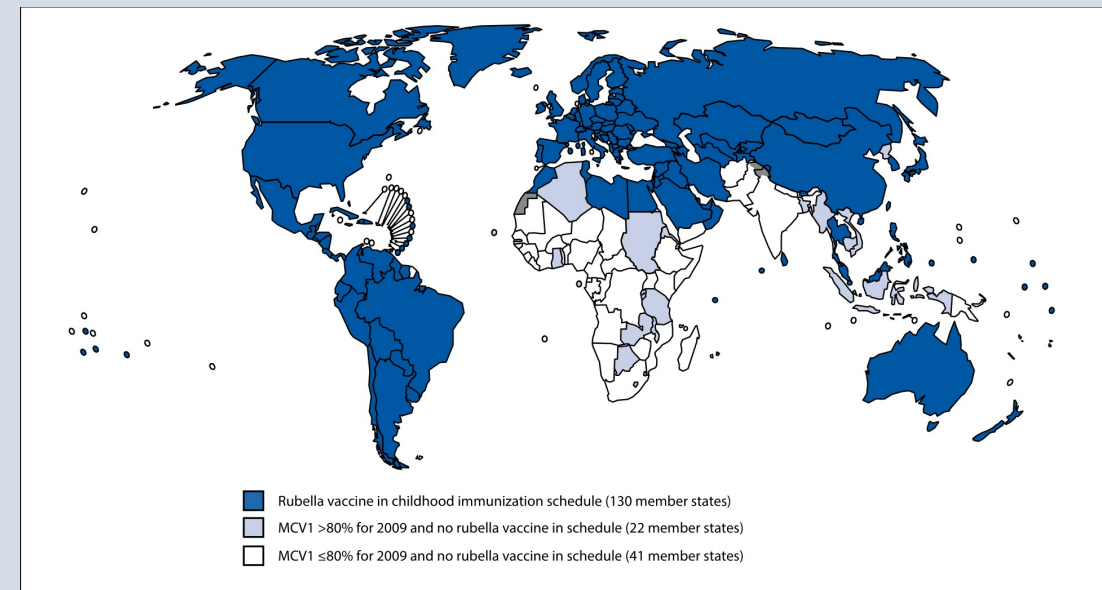 Rubella vaccine in childhood immunization schedule (130 member states)
MCV1 >80% for 2009 and no rubella vaccine in schedule (22 member states)
MCV1 ≤80% for 2009 and no rubella vaccine in schedule (41 member states)